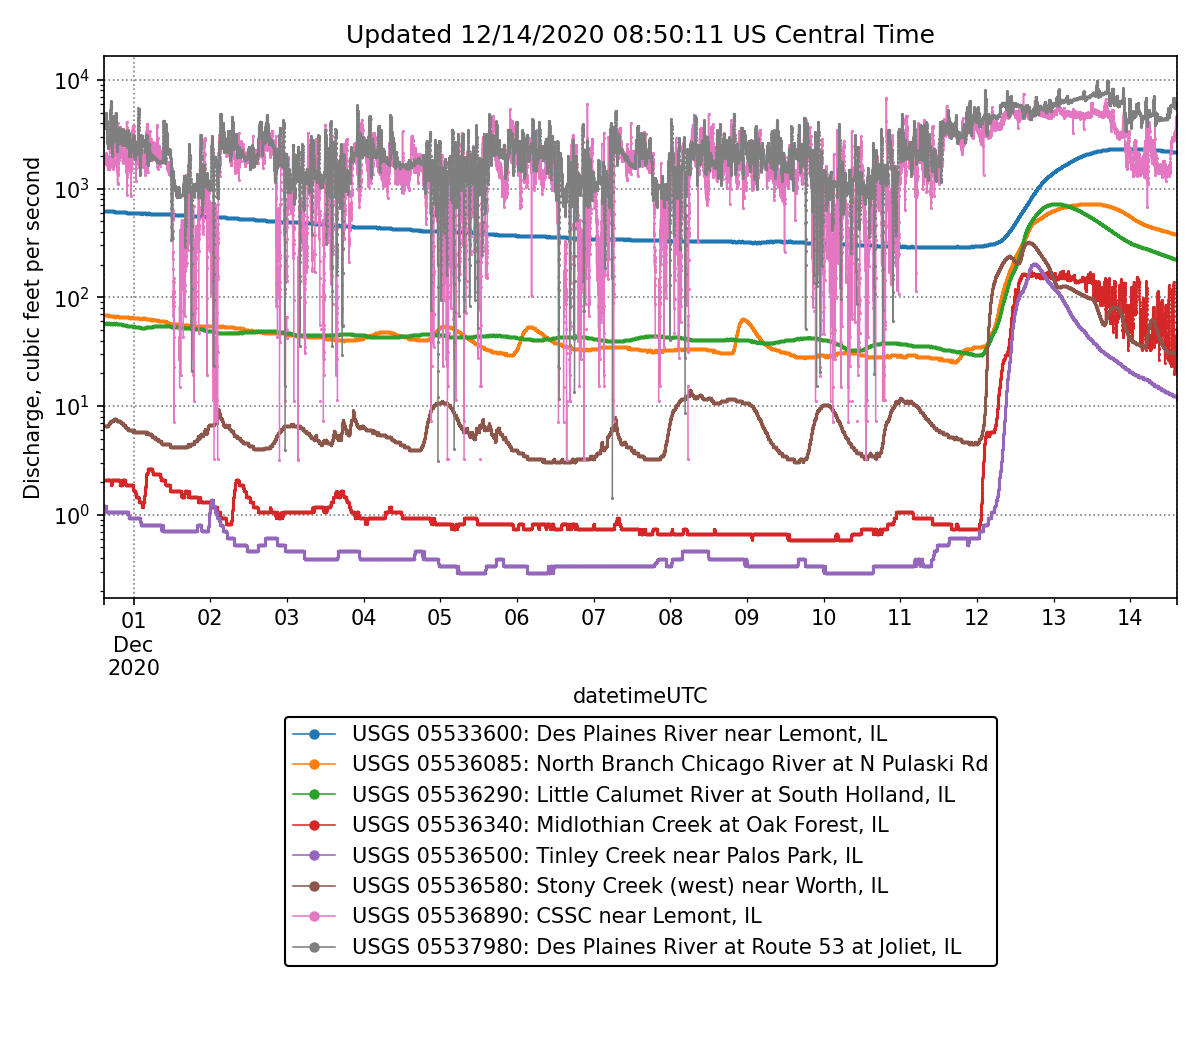 Updated 12/14/2020 08:50:11 US Central Time
Discharge, cubic feet per second
10^4
10^3
10^2
10^1
10^0
01 02 03 04 05 06 07 08 09 10 11 12 13 14
Dec
2020
datetimeUTC
USGS 05533600: Des Plaines River near Lemont, IL
USGS 05536085: North Branch Chicago River at N Pulaski Rd
USGS 05536290: Little Calumet River at South Holland, IL
USGS 05536340: Midlothian Creek at Oak Forest, IL
USGS 05536500: Tinley Creek near Palos Park, IL
USGS 05536580: Stony Creek (west) near Worth, IL
USGS 05536890: CSSC near Lemont, IL
USGS 05537980: Des Plaines River at Route 53 at Joliet, IL